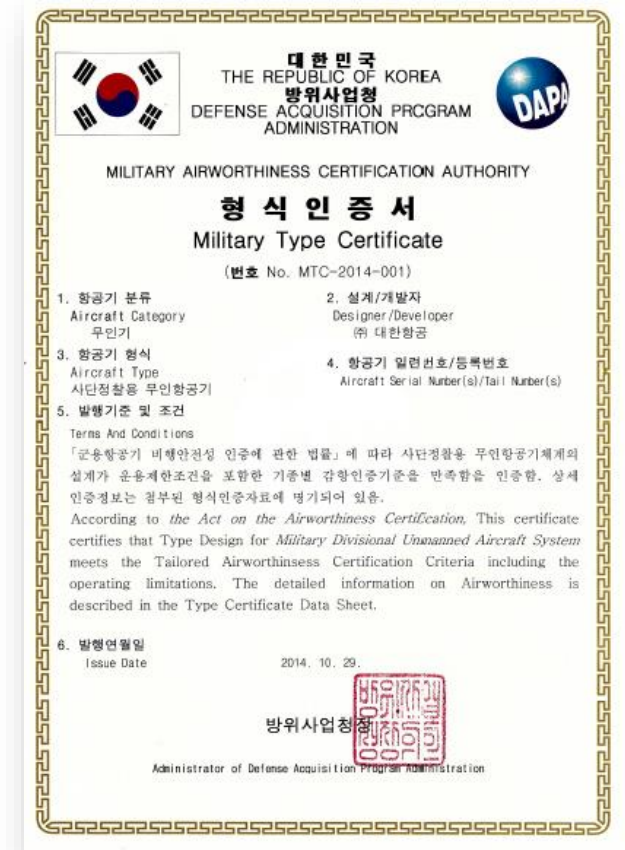 대한민국
THE REPUBLIC OF KOREA
방위사업청
DEFENSE ACQUISITION PROGRAM
ADMINISTRATION
DAPA
MILITARY AIRWORTHINESS CERTIFICATION AUTHORITY
형식인증서
Military Type Certificate
(번호 No. MTC-2014-001)
1. 항공기 분류
Aircraft Category
무인기
2. 설계/개발자
Designer/Developer
㈜ 대한항공
3. 항공기 형식
Aircraft Type
사단정찰용 무인항공기
4. 항공기 일련번호/등록번호
Aircraft Serial Number(s)/Tail Number(s)
5. 발행기준 및 조건
Terms And Conditions
「군용항공기 비행안전성 인증에 관한 법률」에 따라 사단정찰용 무인항공기체계의
설계가 운용제한조건을 포함한 기종별 감항인증기준을 만족함을 인증함. 상세
인증정보는 첨부된 형식인증자료에 명기되어 있음.
According to the Act on the Airworthiness Certification, This certificate
certifies that Type Design for Military Divisional Unmanned Aircraft System
meets the Tailored Airworthinsess Certification Criteria including the
operating limitations. The detailed information on Airworthiness is
described in the Type Certificate Data Sheet.
6. 발행연월일
Issue Date
2014. 10. 29.
방위사업청장
Administrator of Defense Acquisition Program Administration